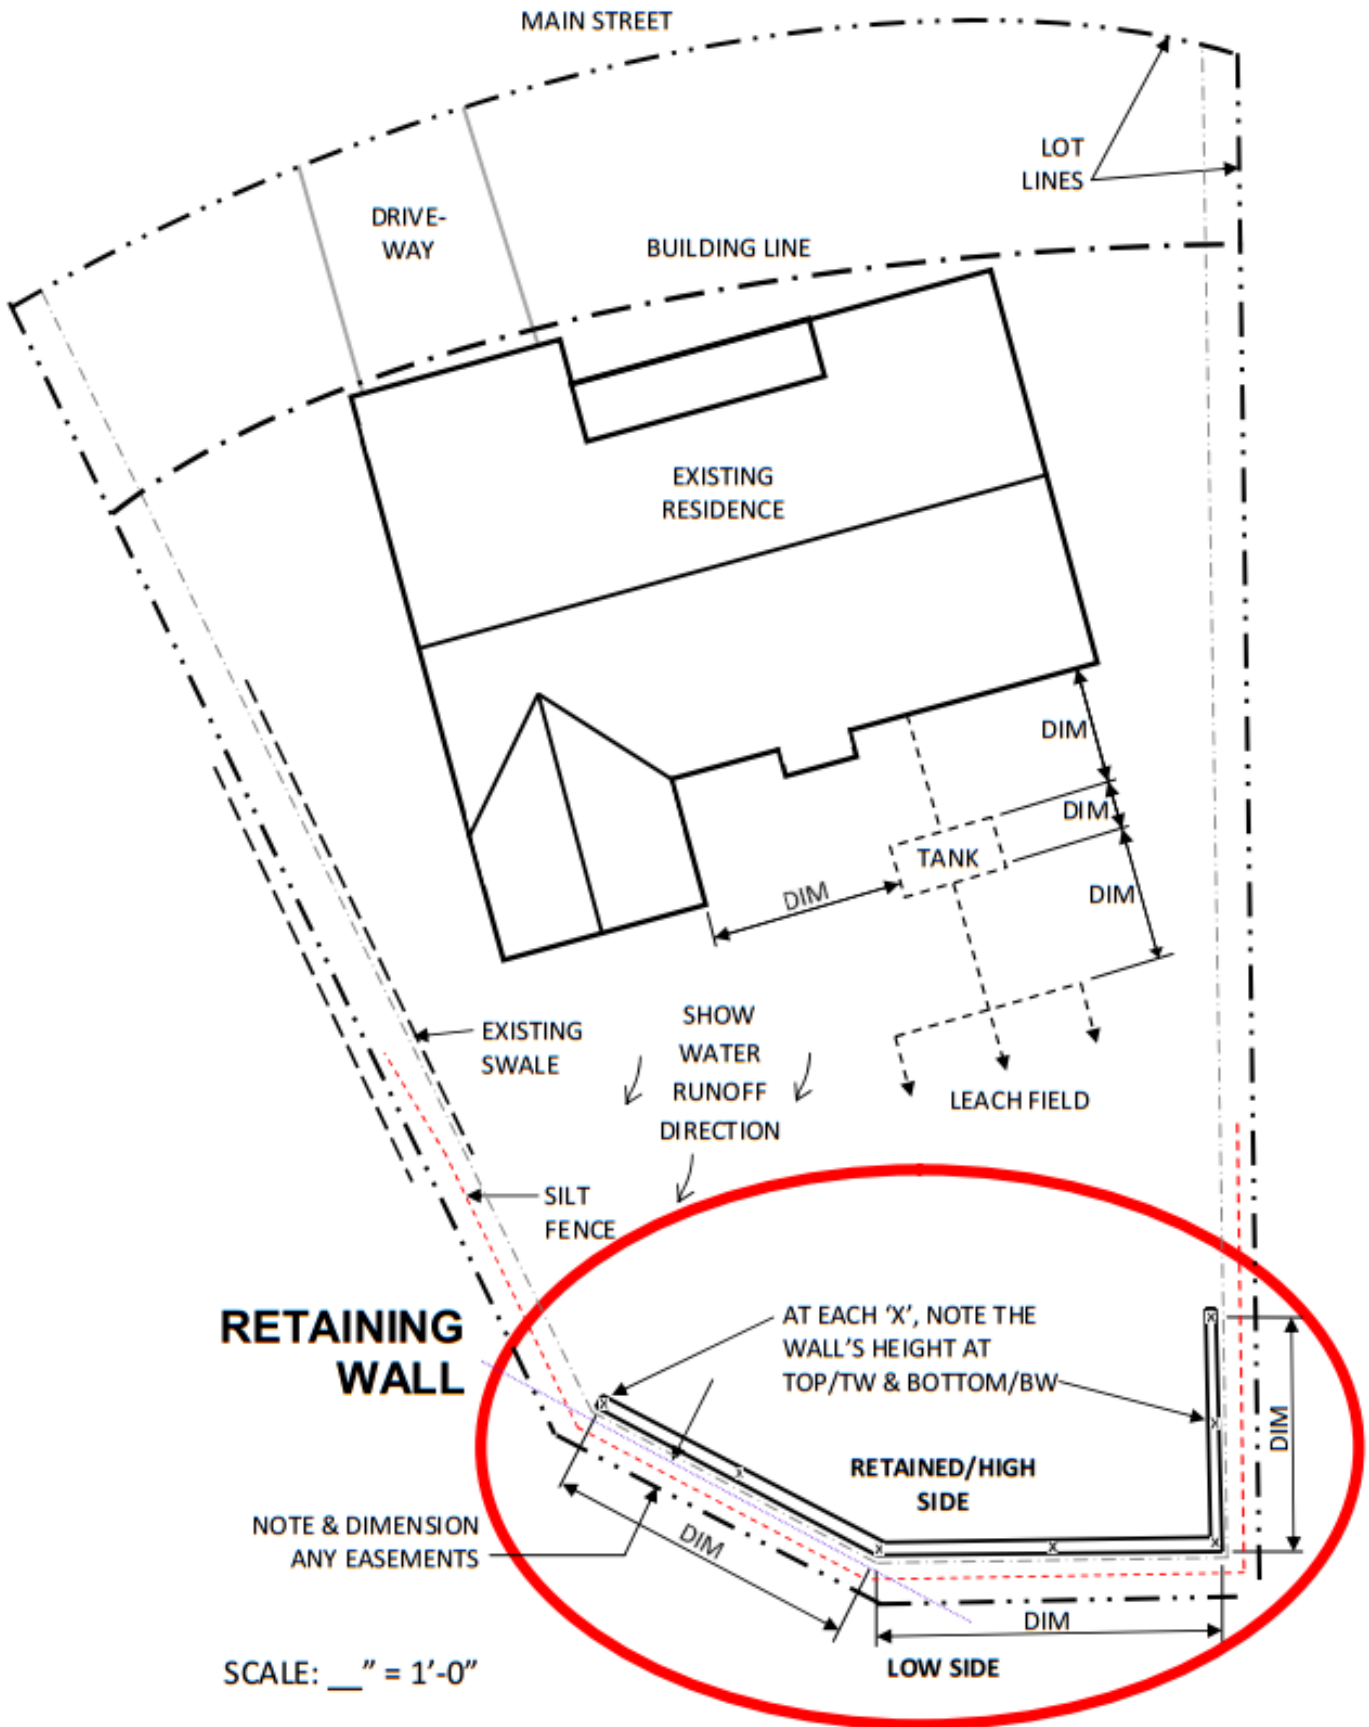 MAIN STREET
LOT
LINES
DRIVE-
WAY
BUILDING LINE
EXISTING
RESIDENCE
DIM
DIM
TANK
DIM
DIM
EXISTING
SWALE
SHOW
WATER
RUNOFF
DIRECTION
LEACH FIELD
SILT
FENCE
RETAINING
WALL
AT EACH ‘X’, NOTE THE
WALL’S HEIGHT AT
TOP/TW & BOTTOM/BW
X
X
X
X
X
X
X
DIM
RETAINED/HIGH
SIDE
NOTE & DIMENSION
ANY EASEMENTS
DIM
DIM
LOW SIDE
SCALE: __” = 1’-0”